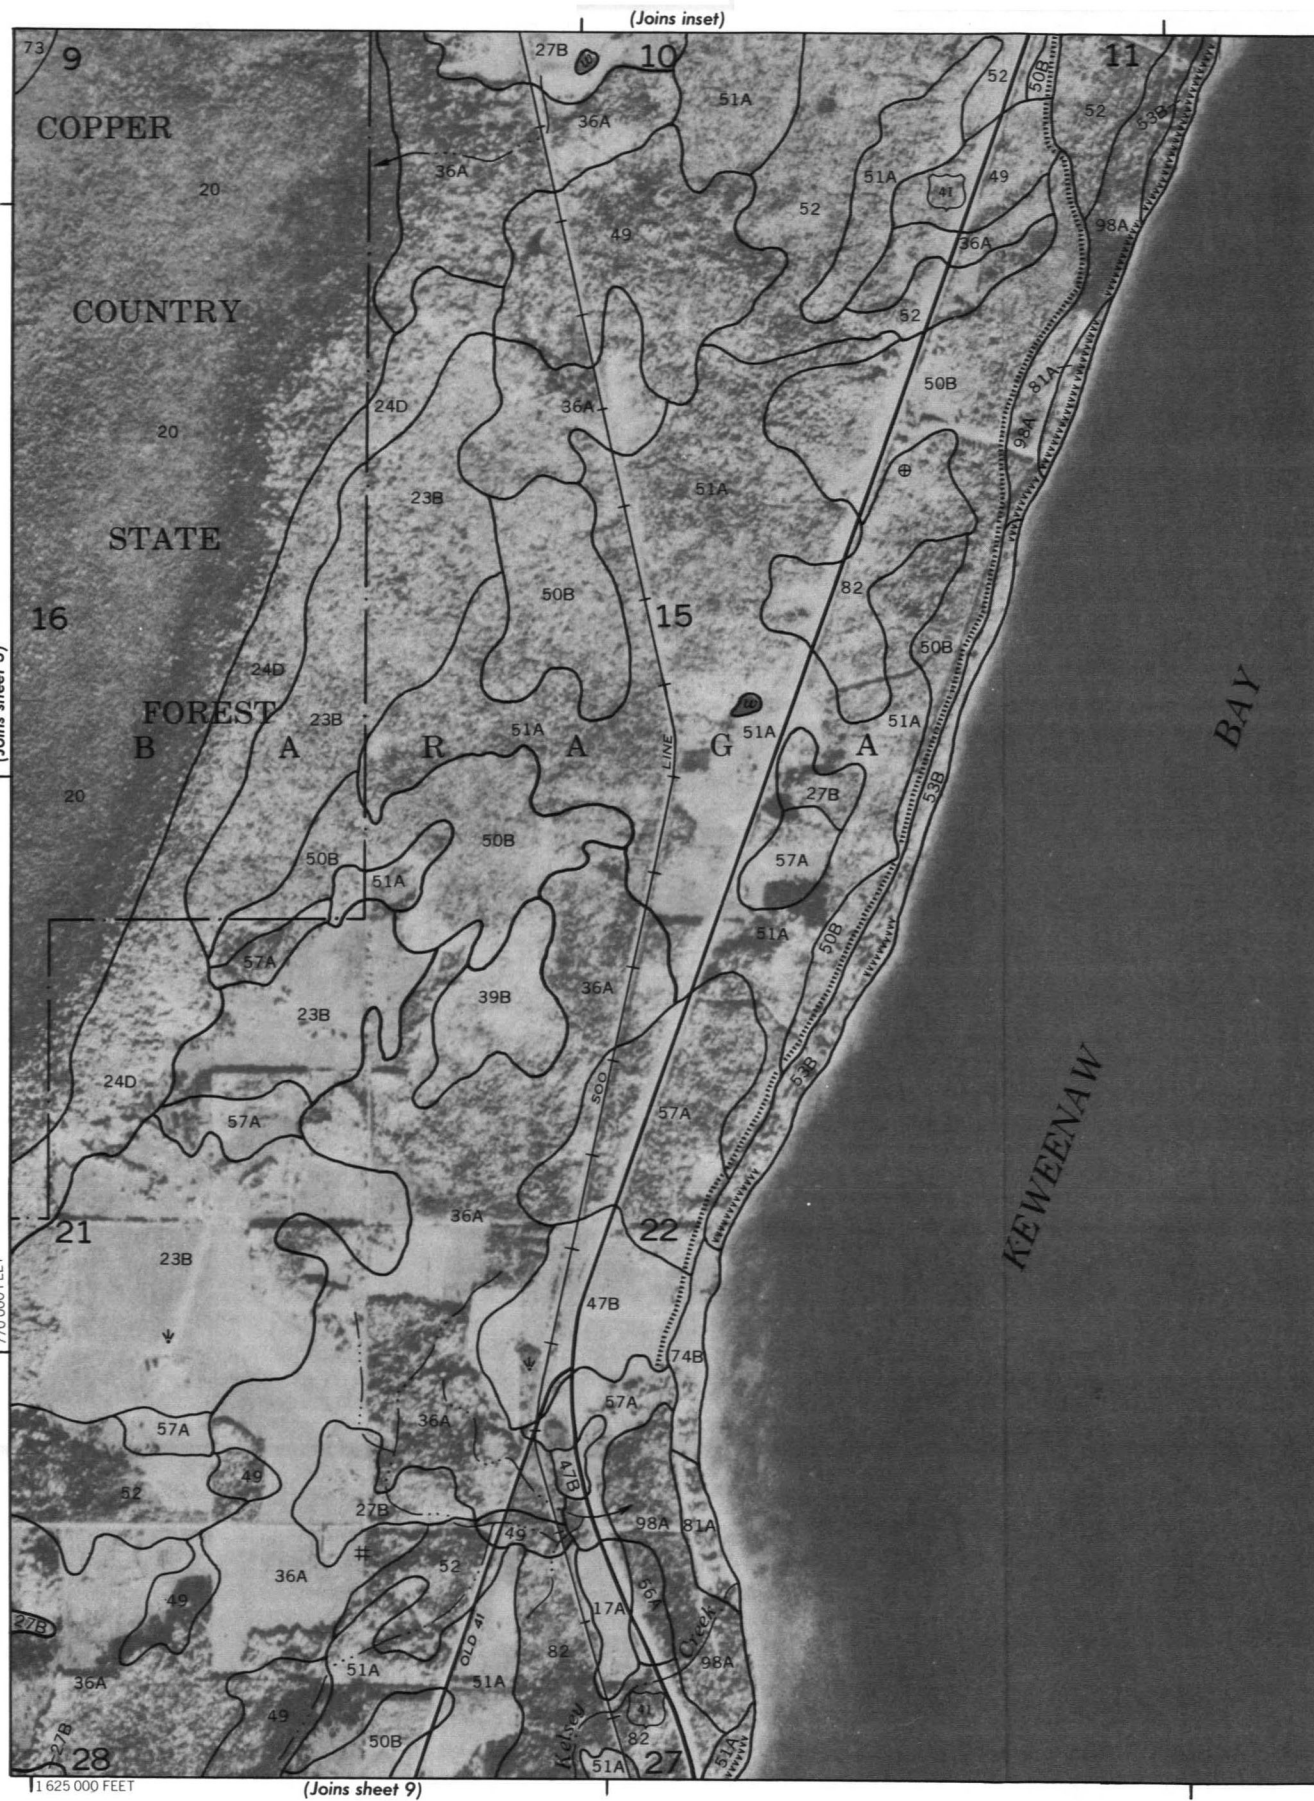 (Joins inset)
73
9
27B
W
10
11
52
50B
51A
52
53B
36A
COPPER
36A
20
51A
41
49
52
98A
49
36A
COUNTRY
52
50B
81A
24D
36A
98A
20
23B
51A
STATE
50B
82
16
15
50B
24D
FOREST
23B
51A
W
51A
51A
BAY
B A R A G A
LINE
20
27B
53B
50B
50B
57A
51A
51A
50B
57A
39B
36A
23B
24D
SOO
53B
57A
57A
KEWEENAW
36A
22
21
23B
47B
74B
57A
57A
36A
49
47B
52
27B
49
98A
81A
52
36A
49
17A
56A
27B
OLD 41
Creek
82
51A
98A
36A
51A
49
41
Kelsey
82
27B
50B
51A
51A
28
27
1 625 000 FEET
(Joins sheet 9)